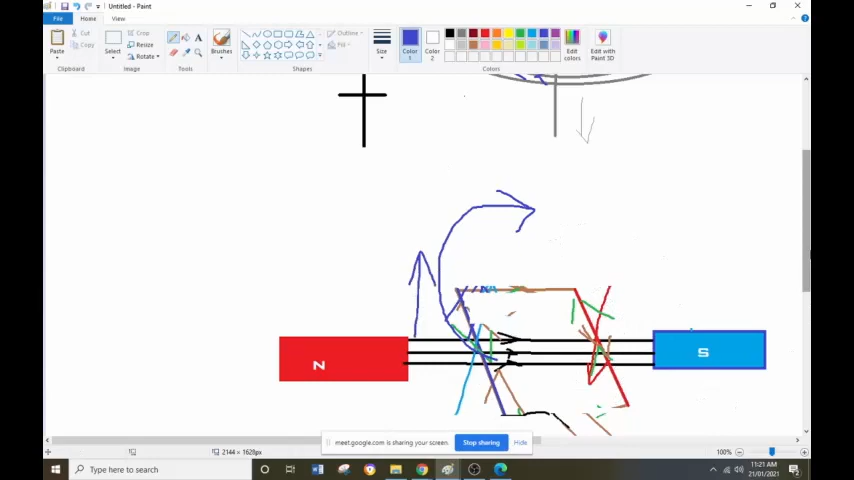 Untitled - Paint
File
Home
View
Paste
Cut
Copy
Clipboard
Select
Crop
Resize
Rotate
Image
Tools
Brushes
Shapes
Outline
Fill
Size
Color
1
Color
2
Edit
colors
Edit with
Paint 3D
Colors
N
S
meet.google.com is sharing your screen.
Stop sharing
Hide
2144 × 1628px
100%
Type here to search
11:21 AM
21/01/2021